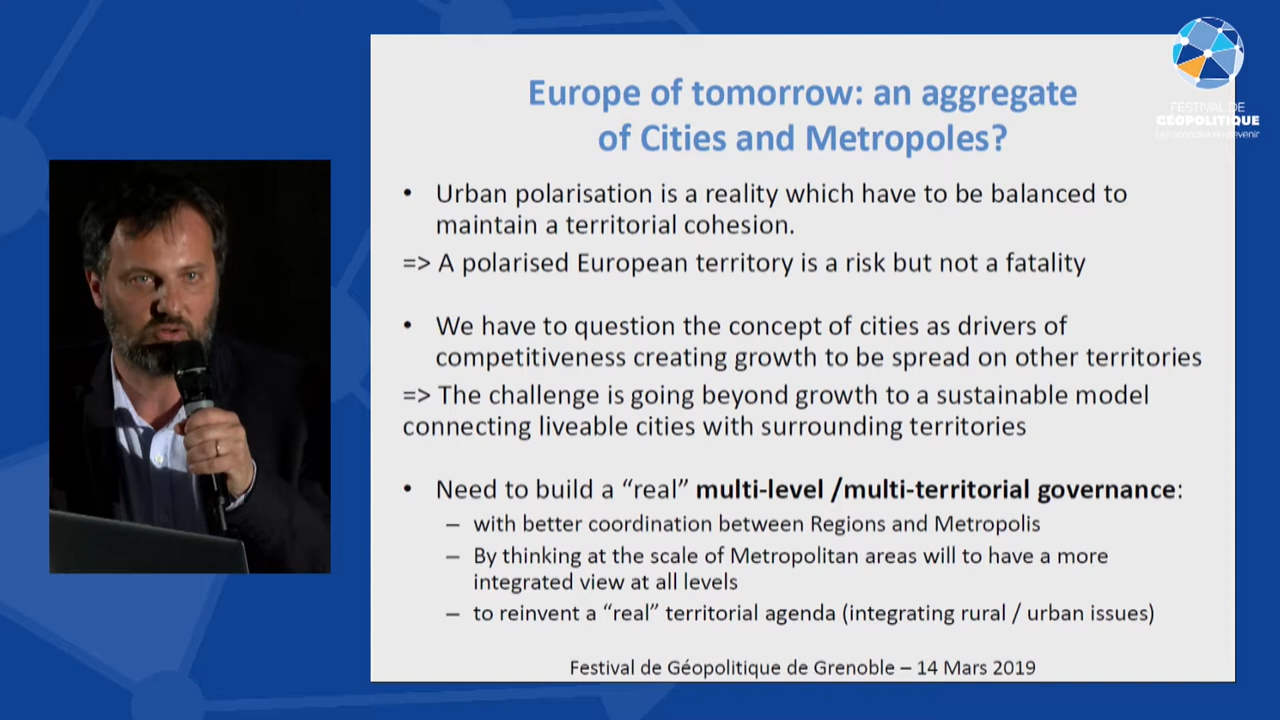 Europe of tomorrow: an aggregate
of Cities and Metropoles?
FESTIVAL DE
GÉOPOLITIQUE
• Urban polarisation is a reality which have to be balanced to
maintain a territorial cohesion.
=> A polarised European territory is a risk but not a fatality
• We have to question the concept of cities as drivers of
competitiveness creating growth to be spread on other territories
=> The challenge is going beyond growth to a sustainable model
connecting liveable cities with surrounding territories
• Need to build a “real” multi-level /multi-territorial governance:
– with better coordination between Regions and Metropolis
– By thinking at the scale of Metropolitan areas will to have a more
integrated view at all levels
– to reinvent a “real” territorial agenda (integrating rural / urban issues)
Festival de Géopolitique de Grenoble – 14 Mars 2019